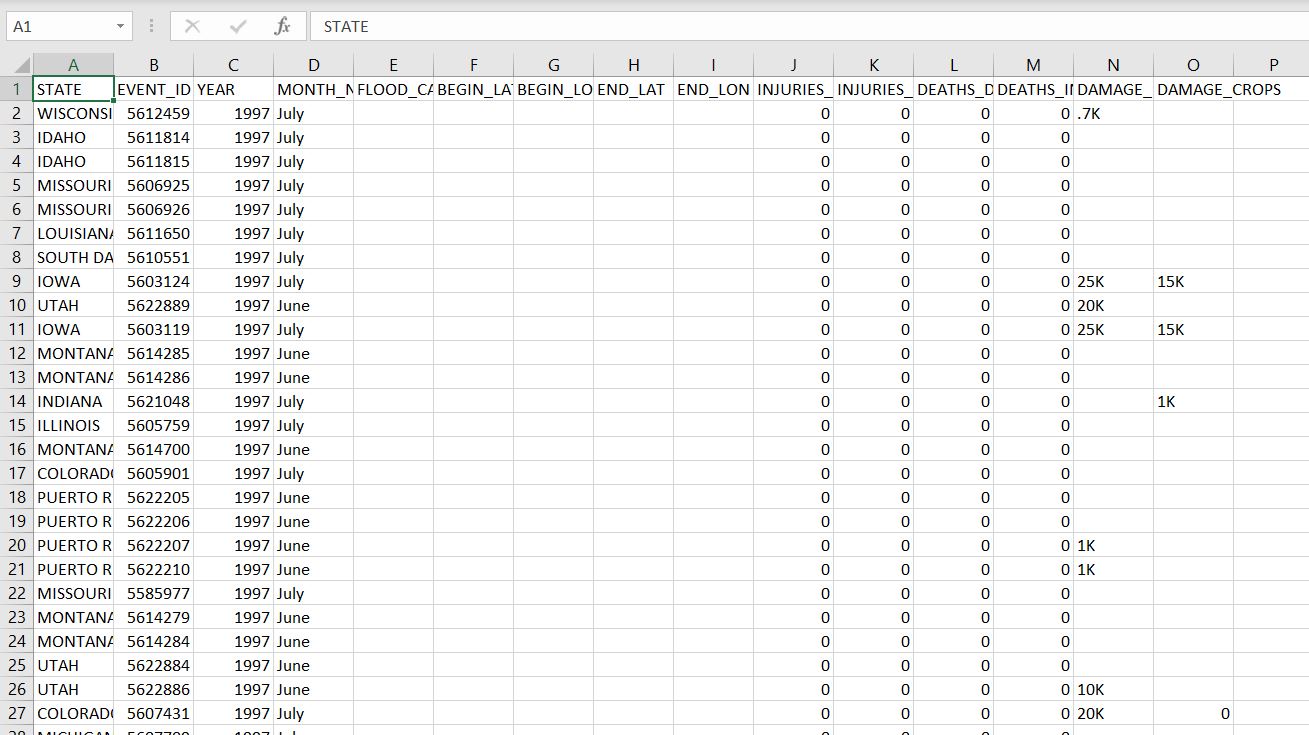 A1 fx STATE
A B C D E F G H I J K L M N O P
1 STATE EVENT_ID YEAR MONTH_N FLOOD_CA BEGIN_LAT BEGIN_LO END_LAT END_LON INJURIES_ INJURIES_ DEATHS_D DEATHS_IN DAMAGE_ DAMAGE_CROPS
2 WISCONSI 5612459 1997 July 0 0 0 0 .7K
3 IDAHO 5611814 1997 July 0 0 0 0
4 IDAHO 5611815 1997 July 0 0 0 0
5 MISSOURI 5606925 1997 July 0 0 0 0
6 MISSOURI 5606926 1997 July 0 0 0 0
7 LOUISIANA 5611650 1997 July 0 0 0 0
8 SOUTH DA 5610551 1997 July 0 0 0 0
9 IOWA 5603124 1997 July 0 0 0 0 25K 15K
10 UTAH 5622889 1997 June 0 0 0 0 20K
11 IOWA 5603119 1997 July 0 0 0 0 25K 15K
12 MONTANA 5614285 1997 June 0 0 0 0
13 MONTANA 5614286 1997 June 0 0 0 0
14 INDIANA 5621048 1997 July 0 0 0 0 1K
15 ILLINOIS 5605759 1997 July 0 0 0 0
16 MONTANA 5614700 1997 June 0 0 0 0
17 COLORADO 5605901 1997 July 0 0 0 0
18 PUERTO R 5622205 1997 June 0 0 0 0
19 PUERTO R 5622206 1997 June 0 0 0 0
20 PUERTO R 5622207 1997 June 0 0 0 0 1K
21 PUERTO R 5622210 1997 June 0 0 0 0 1K
22 MISSOURI 5585977 1997 July 0 0 0 0
23 MONTANA 5614279 1997 June 0 0 0 0
24 MONTANA 5614284 1997 June 0 0 0 0
25 UTAH 5622884 1997 June 0 0 0 0
26 UTAH 5622886 1997 June 0 0 0 0 10K
27 COLORADO 5607431 1997 July 0 0 0 0 20K 0